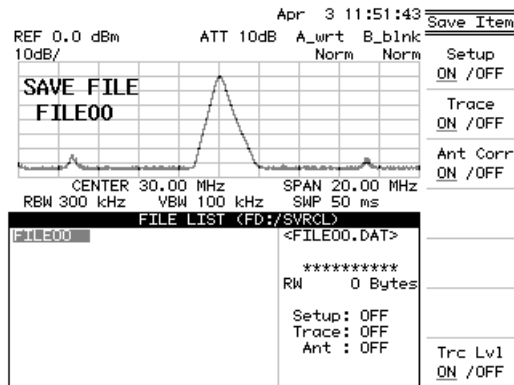 Apr 3 11:51:43
REF 0.0 dBm ATT 10dB A_wrt B_blnk
10dB/ Norm Norm
SAVE FILE
FILE00
CENTER 30.00 MHz SPAN 20.00 MHz
RBW 300 kHz VBW 100 kHz SWP 50 ms
FILE LIST (FD:/SVRCL)
FILE00
<FILE00.DAT>
**********
RW 0 Bytes
Setup: OFF
Trace: OFF
Ant : OFF
Save Item
Setup
ON /OFF
Trace
ON /OFF
Ant Corr
ON /OFF
Trc Lvl
ON /OFF